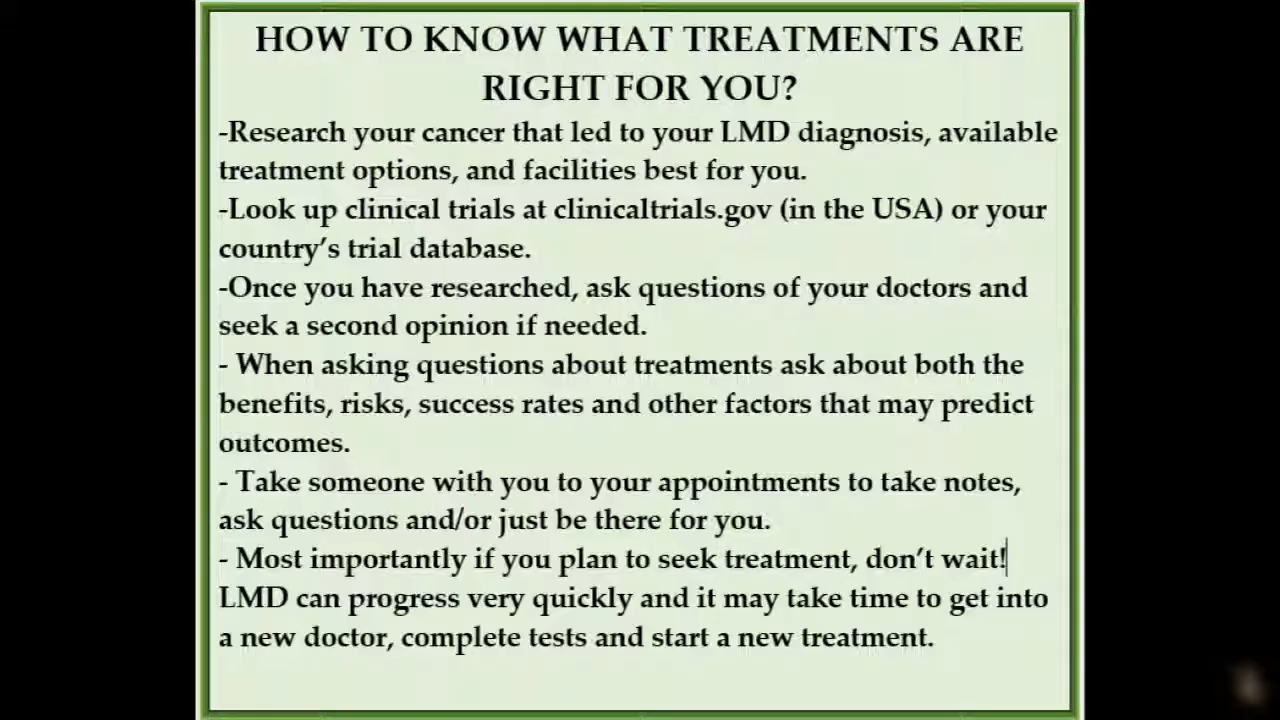 HOW TO KNOW WHAT TREATMENTS ARE
RIGHT FOR YOU?
-Research your cancer that led to your LMD diagnosis, available
treatment options, and facilities best for you.
-Look up clinical trials at clinicaltrials.gov (in the USA) or your
country’s trial database.
-Once you have researched, ask questions of your doctors and
seek a second opinion if needed.
- When asking questions about treatments ask about both the
benefits, risks, success rates and other factors that may predict
outcomes.
- Take someone with you to your appointments to take notes,
ask questions and/or just be there for you.
- Most importantly if you plan to seek treatment, don’t wait!
LMD can progress very quickly and it may take time to get into
a new doctor, complete tests and start a new treatment.